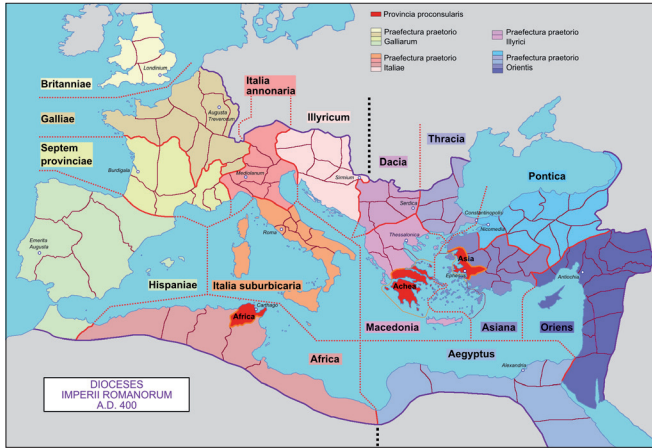 Provincia proconsularis
Praefectura praetorio
Galliarum
Praefectura praetorio
Illyrici
Praefectura praetorio
Italiae
Praefectura praetorio
Orientis
Londinium
Britanniae
Italia
annonaria
Galliae
Augusta
Treverorum
Illyricum
Septem
provinciae
Dacia
Thracia
Burdigala
Mediolanum
Sirmium
Pontica
Serdica
Constantinopolis
Nicomedia
Emerita
Augusta
Roma
Thessalonica
Asia
Ephesus
Antiochia
Hispaniae
Italia suburbicaria
Achea
Carthago
Africa
Macedonia
Asiana
Oriens
Africa
Aegyptus
Alexandria
DIOCESES
IMPERII ROMANORUM
A.D. 400